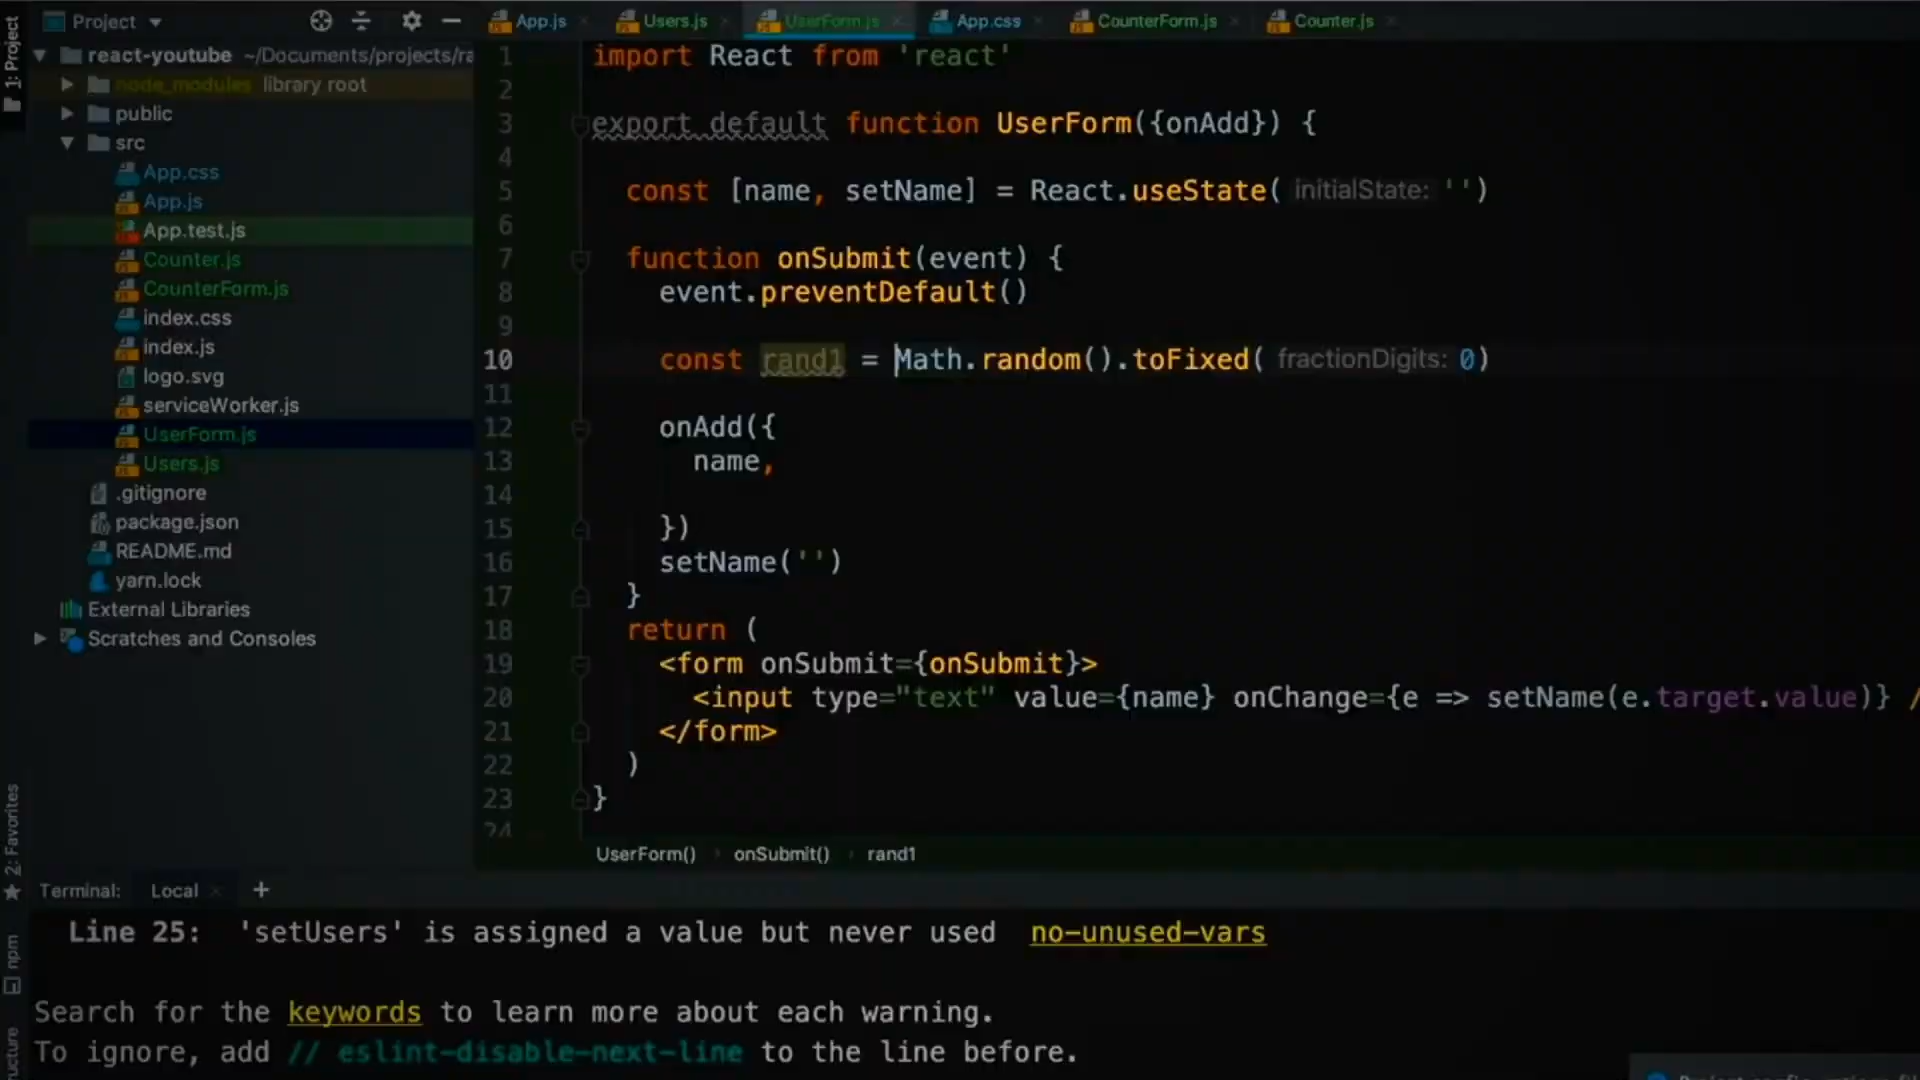 1: Project
Project
App.js
Users.js
UserForm.js
App.css
CounterForm.js
Counter.js
react-youtube ~/Documents/projects/ra
node_modules library root
public
src
App.css
App.js
App.test.js
Counter.js
CounterForm.js
index.css
index.js
logo.svg
serviceWorker.js
UserForm.js
Users.js
.gitignore
package.json
README.md
yarn.lock
External Libraries
Scratches and Consoles
1 import React from 'react'
2
3 export default function UserForm({onAdd}) {
4
5 const [name, setName] = React.useState( initialState: '')
6
7 function onSubmit(event) {
8 event.preventDefault()
9
10 const rand1 = Math.random().toFixed( fractionDigits: 0)
11
12 onAdd({
13 name,
14
15 })
16 setName('')
17 }
18 return (
19 <form onSubmit={onSubmit}>
20 <input type="text" value={name} onChange={e => setName(e.target.value)} /
21 </form>
22 )
23 }
24
UserForm() onSubmit() rand1
2: Favorites
npm
Terminal: Local +
Line 25: 'setUsers' is assigned a value but never used no-unused-vars
Search for the keywords to learn more about each warning.
To ignore, add // eslint-disable-next-line to the line before.